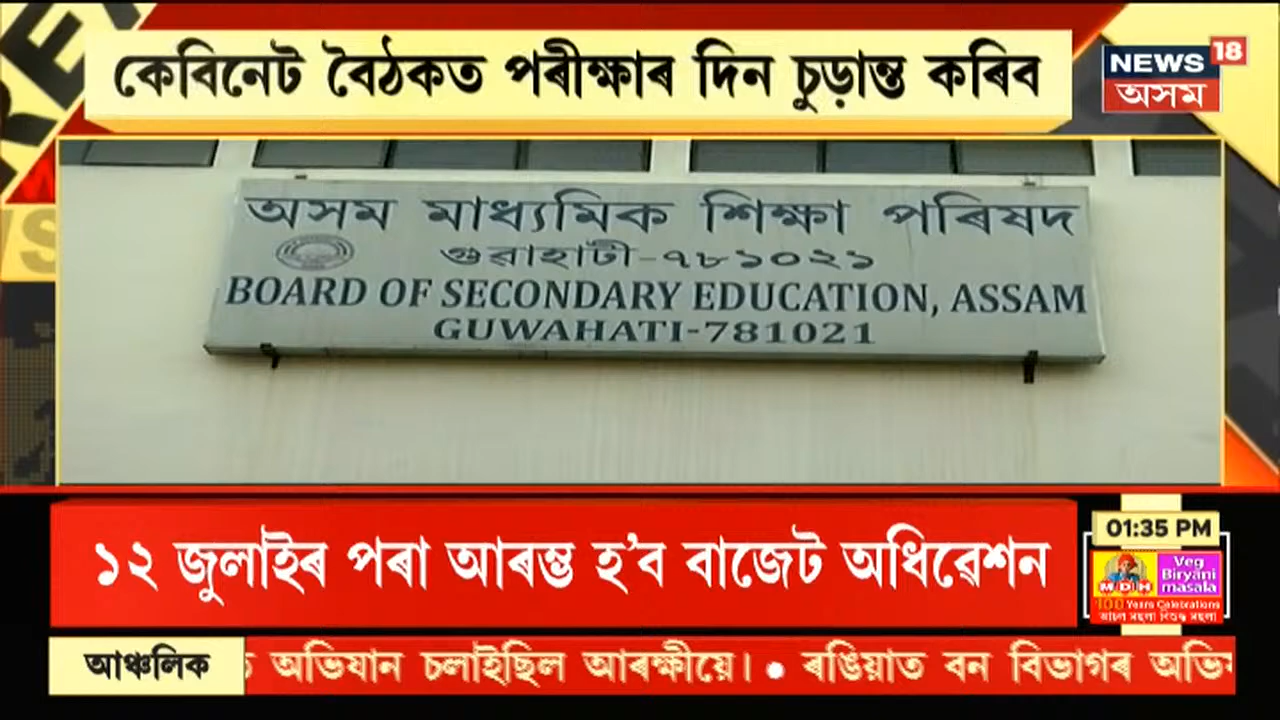 কেবিনেট বৈঠকত পৰীক্ষাৰ দিন চুড়ান্ত কৰিব
NEWS 18
অসম
অসম মাধ্যমিক শিক্ষা পৰিষদ
গুৱাহাটী-৭৮১০২১
BOARD OF SECONDARY EDUCATION, ASSAM
GUWAHATI-781021
১২ জুলাইৰ পৰা আৰম্ভ হ'ব বাজেট অধিৱেশন
01:35 PM
MDH
Veg
Biryani
masala
100 Years Celebrations
আঞ্চলিক
অভিযান চলাইছিল আৰক্ষীয়ে। • ৰঙিয়াত বন বিভাগৰ